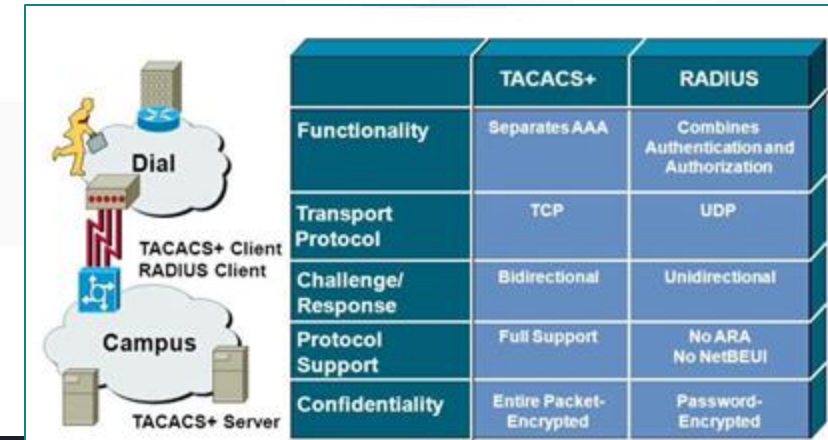 Dial
TACACS+ Client
RADIUS Client
Campus
TACACS+ Server
TACACS+ RADIUS
Functionality
Separates AAA
Combines
Authentication and
Authorization
Transport
Protocol
TCP
UDP
Challenge/
Response
Bidirectional
Unidirectional
Protocol
Support
Full Support
No ARA
No NetBEUI
Confidentiality
Entire Packet-
Encrypted
Password-
Encrypted